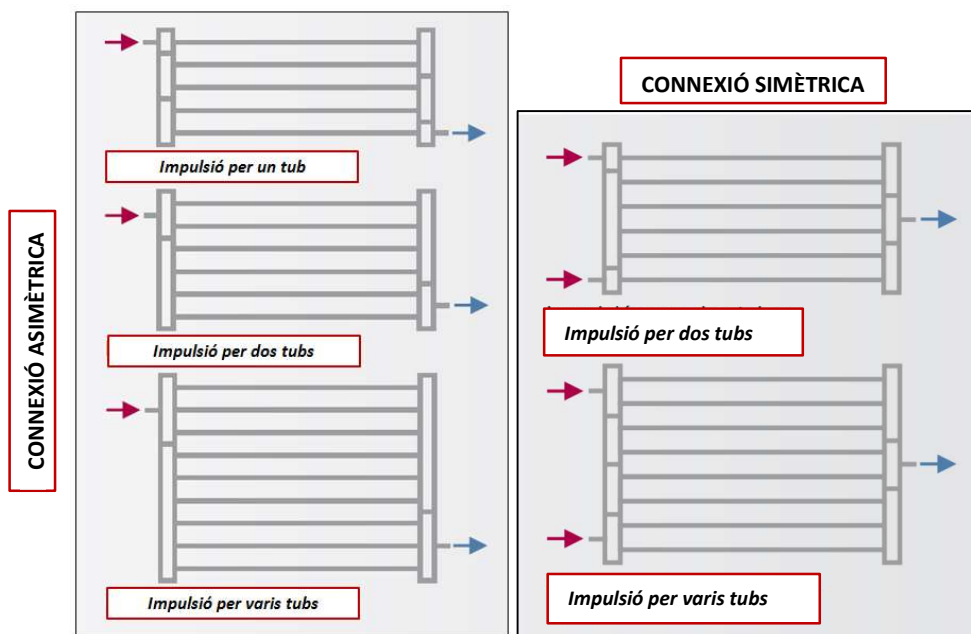 CONNEXIÓ ASIMÈTRICA
Impulsió per un tub
Impulsió per dos tubs
Impulsió per varis tubs
CONNEXIÓ SIMÈTRICA
Impulsió per dos tubs
Impulsió per varis tubs